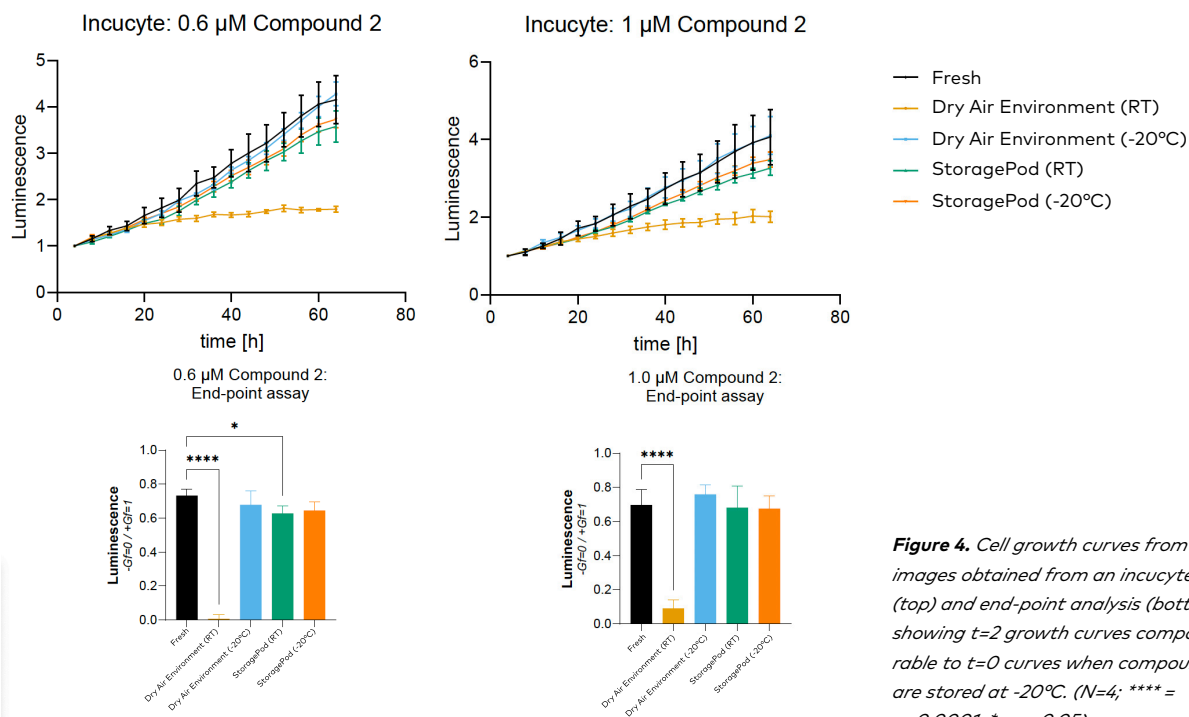 Incucyte: 0.6 µM Compound 2
5
4
3
2
1
0
Luminescence
0 20 40 60 80
time [h]
Incucyte: 1 µM Compound 2
6
4
2
0
Luminescence
0 20 40 60 80
time [h]
Fresh
Dry Air Environment (RT)
Dry Air Environment (-20ºC)
StoragePod (RT)
StoragePod (-20ºC)
0.6 µM Compound 2:
End-point assay
*
****
1.0
0.8
0.6
0.4
0.2
0.0
Luminescence
-Gf=0 / +Gf=1
Fresh
Dry Air Environment (RT)
Dry Air Environment (-20ºC)
StoragePod (RT)
StoragePod (-20ºC)
1.0 µM Compound 2:
End-point assay
****
1.0
0.8
0.6
0.4
0.2
0.0
Luminescence
-Gf=0 / +Gf=1
Fresh
Dry Air Environment (RT)
Dry Air Environment (-20ºC)
StoragePod (RT)
StoragePod (-20ºC)
Figure 4. Cell growth curves from
images obtained from an incucyte
(top) and end-point analysis (bott
showing t=2 growth curves compa
rable to t=0 curves when compou
are stored at -20ºC. (N=4; **** =